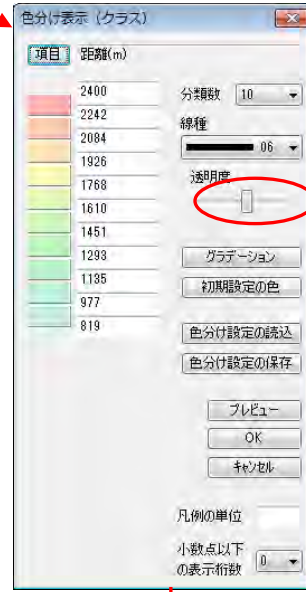 色分け表示（クラス）
項目 距離(m)
2400
2242
2084
1926
1768
1610
1451
1293
1135
977
819
分類数 10
線種
06
透明度
グラデーション
初期設定の色
色分け設定の読込
色分け設定の保存
プレビュー
OK
キャンセル
凡例の単位
小数点以下
の表示桁数 0